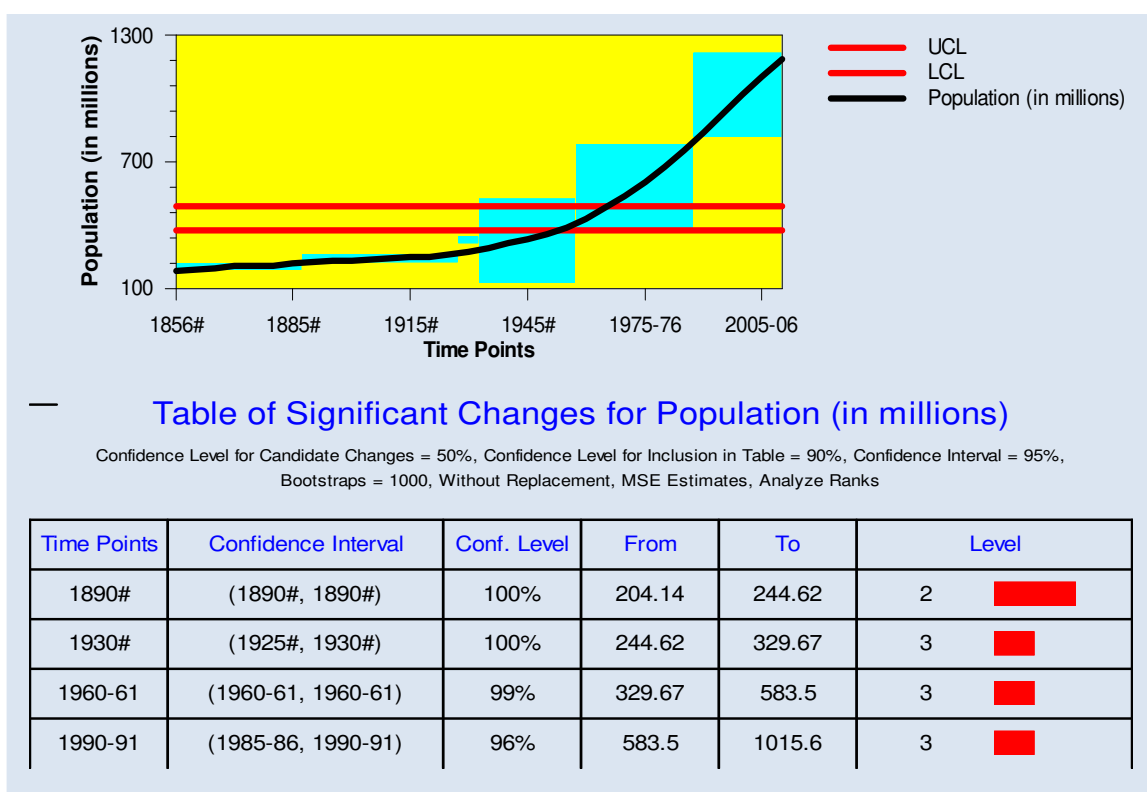 1300
700
100
Population (in millions)
1856# 1885# 1915# 1945# 1975-76 2005-06
Time Points
UCL
LCL
Population (in millions)
Table of Significant Changes for Population (in millions)
Confidence Level for Candidate Changes = 50%, Confidence Level for Inclusion in Table = 90%, Confidence Interval = 95%,
Bootstraps = 1000, Without Replacement, MSE Estimates, Analyze Ranks
Time Points Confidence Interval Conf. Level From To Level
1890# (1890#, 1890#) 100% 204.14 244.62 2
1930# (1925#, 1930#) 100% 244.62 329.67 3
1960-61 (1960-61, 1960-61) 99% 329.67 583.5 3
1990-91 (1985-86, 1990-91) 96% 583.5 1015.6 3